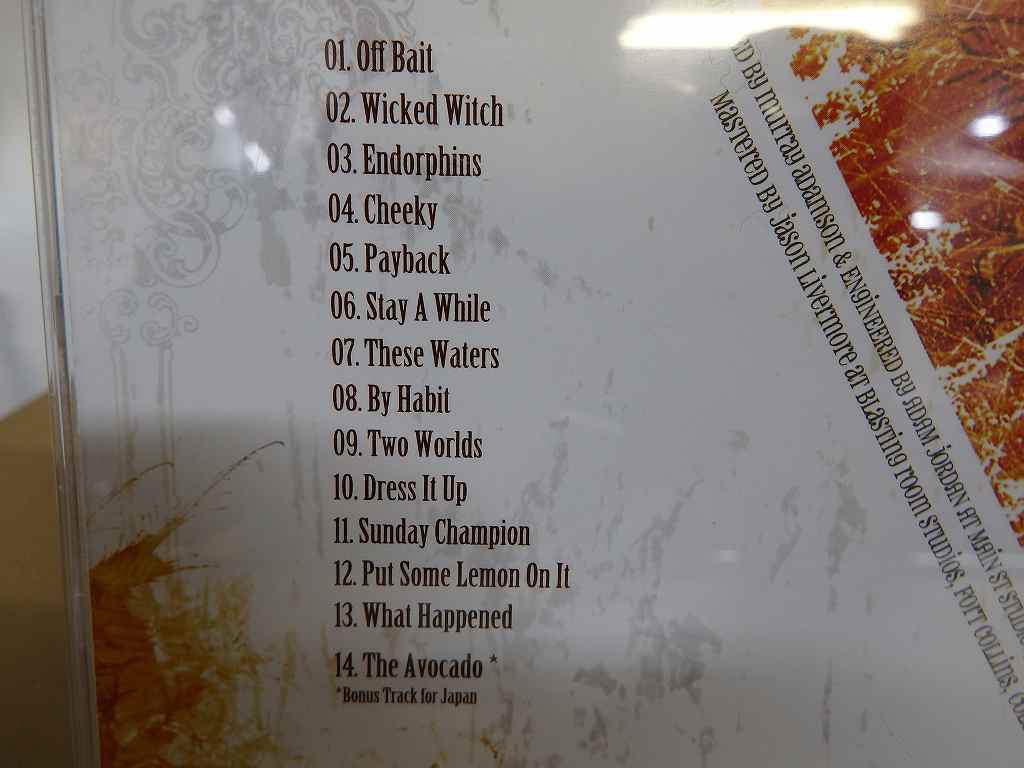 01. Off Bait
02. Wicked Witch
03. Endorphins
04. Cheeky
05. Payback
06. Stay A While
07. These Waters
08. By Habit
09. Two Worlds
10. Dress It Up
11. Sunday Champion
12. Put Some Lemon On It
13. What Happened
14. The Avocado *
*Bonus Track for Japan
ED BY MURRAY ADAMSON & ENGINEERED BY ADAM JORDAN AT MAIN ST STUDI
MASTERED BY JASON LIVERMORE AT BLASTING ROOM STUDIOS, FORT COLLINS,